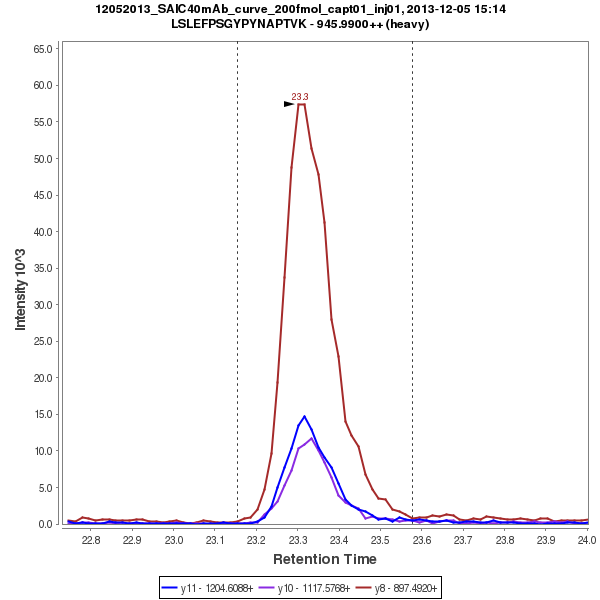 12052013_SAIC40mAb_curve_200fmol_capt01_inj01, 2013-12-05 15:14
LSLEFPSGYPYNAPTVK - 945.9900++ (heavy)
65.0
60.0
55.0
50.0
45.0
40.0
35.0
30.0
25.0
20.0
15.0
10.0
5.0
0.0
Intensity 10^3
23.3
22.8 22.9 23.0 23.1 23.2 23.3 23.4 23.5 23.6 23.7 23.8 23.9 24.0
Retention Time
y11 - 1204.6088+ y10 - 1117.5768+ y8 - 897.4920+